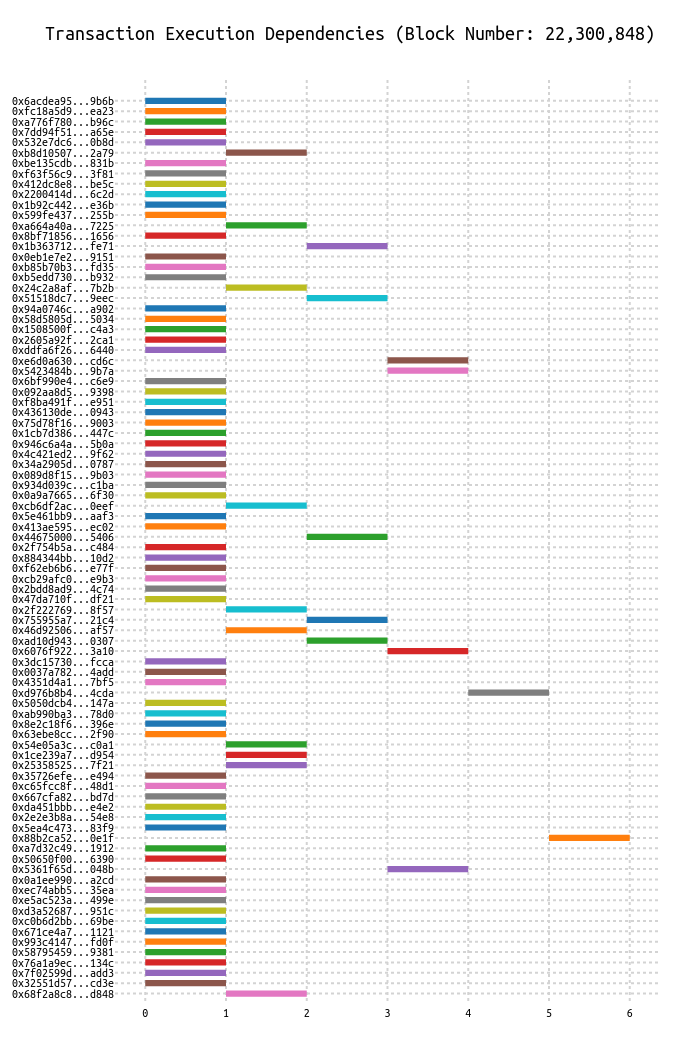 Transaction Execution Dependencies (Block Number: 22,300,848)
0x6acdea95...9b6b
0xfc18a5d9...ea23
0xa776f780...b96c
0x7dd94f51...a65e
0x532e7dc6...0b8d
0xb8d10507...2a79
0xbe135cdb...831b
0xf63f56c9...3f81
0x412dc8e8...be5c
0x2200414d...6c2d
0x1b92c442...e36b
0x599fe437...255b
0xa664a40a...7225
0x8bf71856...1656
0x1b363712...fe71
0x0eb1e7e2...9151
0xb85b70b3...fd35
0xb5edd730...b932
0x24c2a8af...7b2b
0x51518dc7...9eec
0x94a0746c...a902
0x58d5805d...5034
0x1508500f...c4a3
0x2605a92f...2ca1
0xddfa6f26...6440
0xe6d0a630...cd6c
0x5423484b...9b7a
0x6bf990e4...c6e9
0x092aa8d5...9398
0xf8ba491f...e951
0x436130de...0943
0x75d78f16...9003
0x1cb7d386...447c
0x946c6a4a...5b0a
0x4c421ed2...9f62
0x34a2905d...0787
0x089d8f15...9b03
0x934d039c...c1ba
0x0a9a7665...6f30
0xcb6df2ac...0eef
0x5e461bb9...aaf3
0x413ae595...ec02
0x44675000...5406
0x2f754b5a...c484
0x884344bb...10d2
0xf62eb6b6...e77f
0xcb29afc0...e9b3
0x2bdd8ad9...4c74
0x47da710f...df21
0x2f222769...8f57
0x755955a7...21c4
0x46d92506...af57
0xad10d943...0307
0x6076f922...3a10
0x3dc15730...fcca
0x0037a782...4add
0x4351d4a1...7bf5
0xd976b8b4...4cda
0x5050dcb4...147a
0xab990ba3...78d0
0x8e2c18f6...396e
0x63ebe8cc...2f90
0x54e05a3c...c0a1
0x1ce239a7...d954
0x25358525...7f21
0x35726efe...e494
0xc65fcc8f...48d1
0x667cfa82...bd7d
0xda451bbb...e4e2
0x2e2e3b8a...54e8
0x5ea4c473...83f9
0x88b2ca52...0e1f
0xa7d32c49...1912
0x50650f00...6390
0x5361f65d...048b
0x0a1ee990...a2cd
0xec74abb5...35ea
0xe5ac523a...499e
0xd3a52687...951c
0xc0b6d2bb...69be
0x671ce4a7...1121
0x993c4147...fd0f
0x58795459...9381
0x76a1a9ec...134c
0x7f02599d...add3
0x32551d57...cd3e
0x68f2a8c8...d848
0 1 2 3 4 5 6